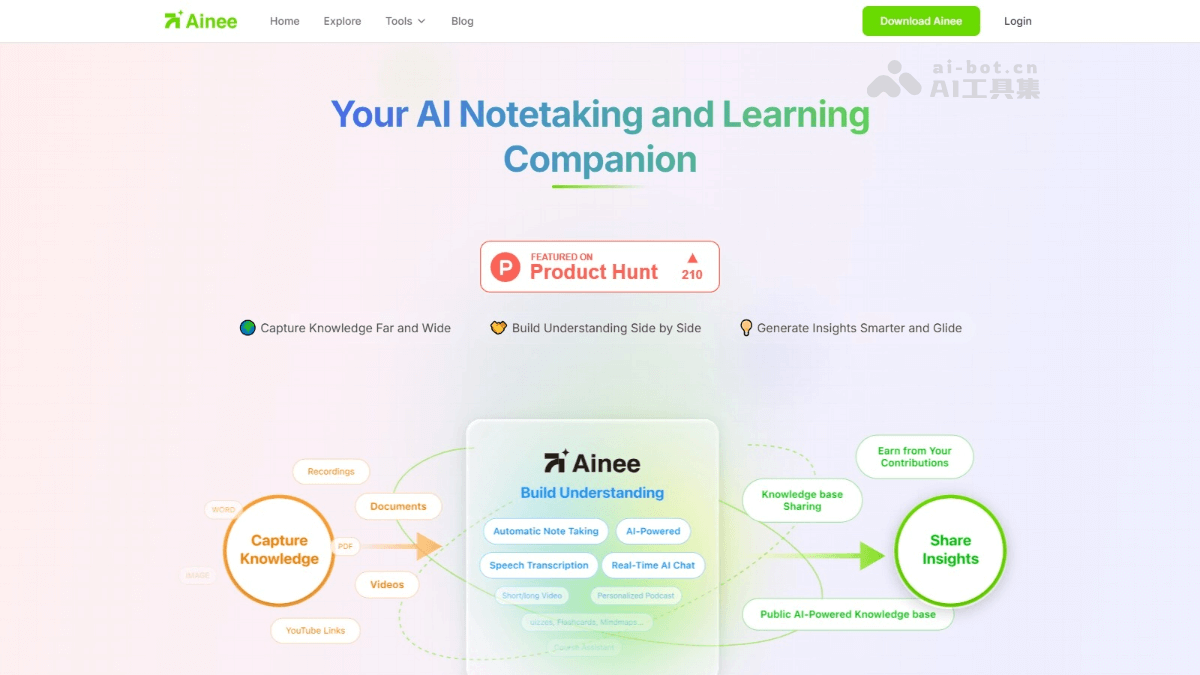 Ainee
Home
Explore
Tools
Blog
Download Ainee
Login
ai-bot.cn
AI工具集
Your AI Notetaking and Learning
Companion
P
FEATURED ON
Product Hunt
210
Capture Knowledge Far and Wide
Build Understanding Side by Side
Generate Insights Smarter and Glide
Recordings
WORD
Documents
Capture
Knowledge
PDF
IMAGE
Videos
YouTube Links
Ainee
Build Understanding
Automatic Note Taking
AI-Powered
Speech Transcription
Real-Time AI Chat
Short/long Video
Personalized Podcast
Flashcards, Mindmaps...
Earn from Your
Contributions
Knowledge base
Sharing
Share
Insights
Public AI-Powered Knowledge base